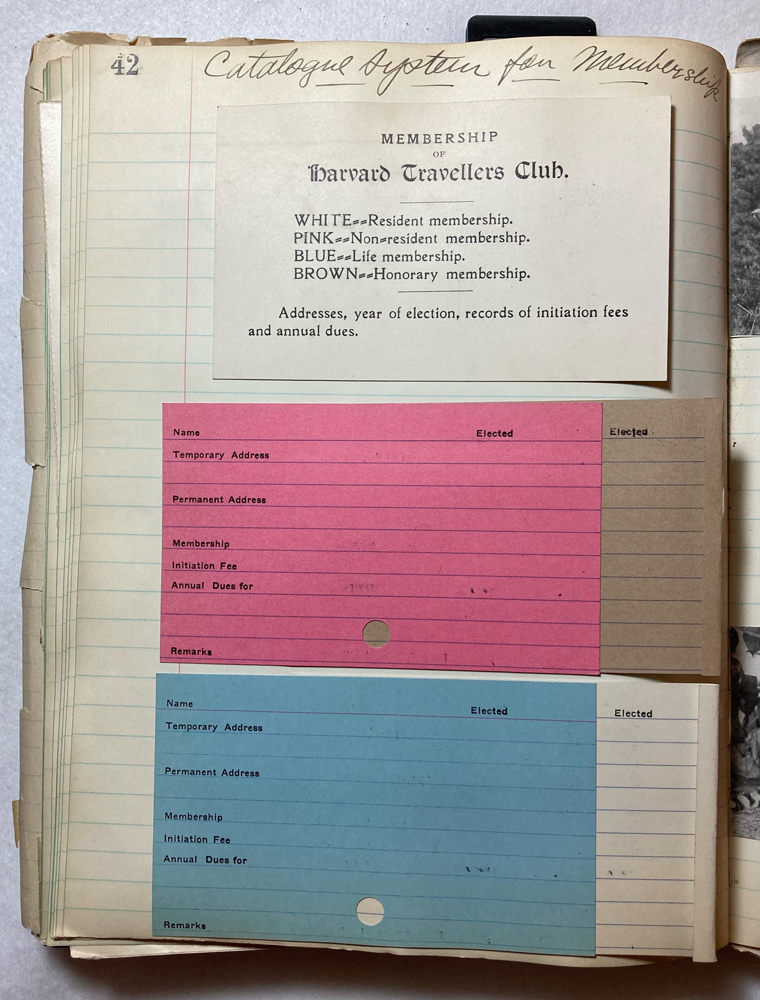 42
Catalogue System for Membership
MEMBERSHIP
OF
Harvard Travellers Club.
WHITE--Resident membership.
PINK--Non-resident membership.
BLUE--Life membership.
BROWN--Honorary membership.
Addresses, year of election, records of initiation fees
and annual dues.
Name Elected Elected
Temporary Address
Permanent Address
Membership
Initiation Fee
Annual Dues for
Remarks
Name Elected Elected
Temporary Address
Permanent Address
Membership
Initiation Fee
Annual Dues for
Remarks